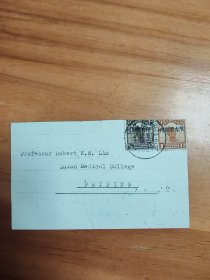 Professor Robert K.S. Lim
Union Medical College
PEIPING